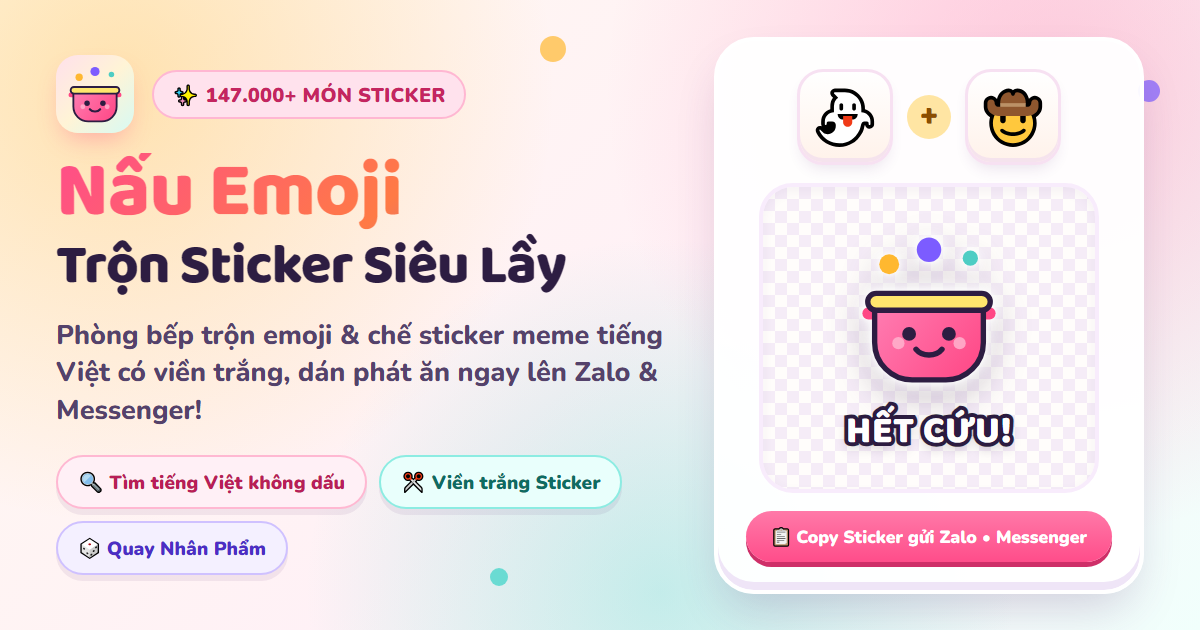 147.000+ MÓN STICKER
Nấu Emoji
Trộn Sticker Siêu Lầy
Phòng bếp trộn emoji & chế sticker meme tiếng
Việt có viền trắng, dán phát ăn ngay lên Zalo &
Messenger!
Tìm tiếng Việt không dấu
Viền trắng Sticker
Quay Nhân Phẩm
+
HẾT CỨU!
Copy Sticker gửi Zalo • Messenger